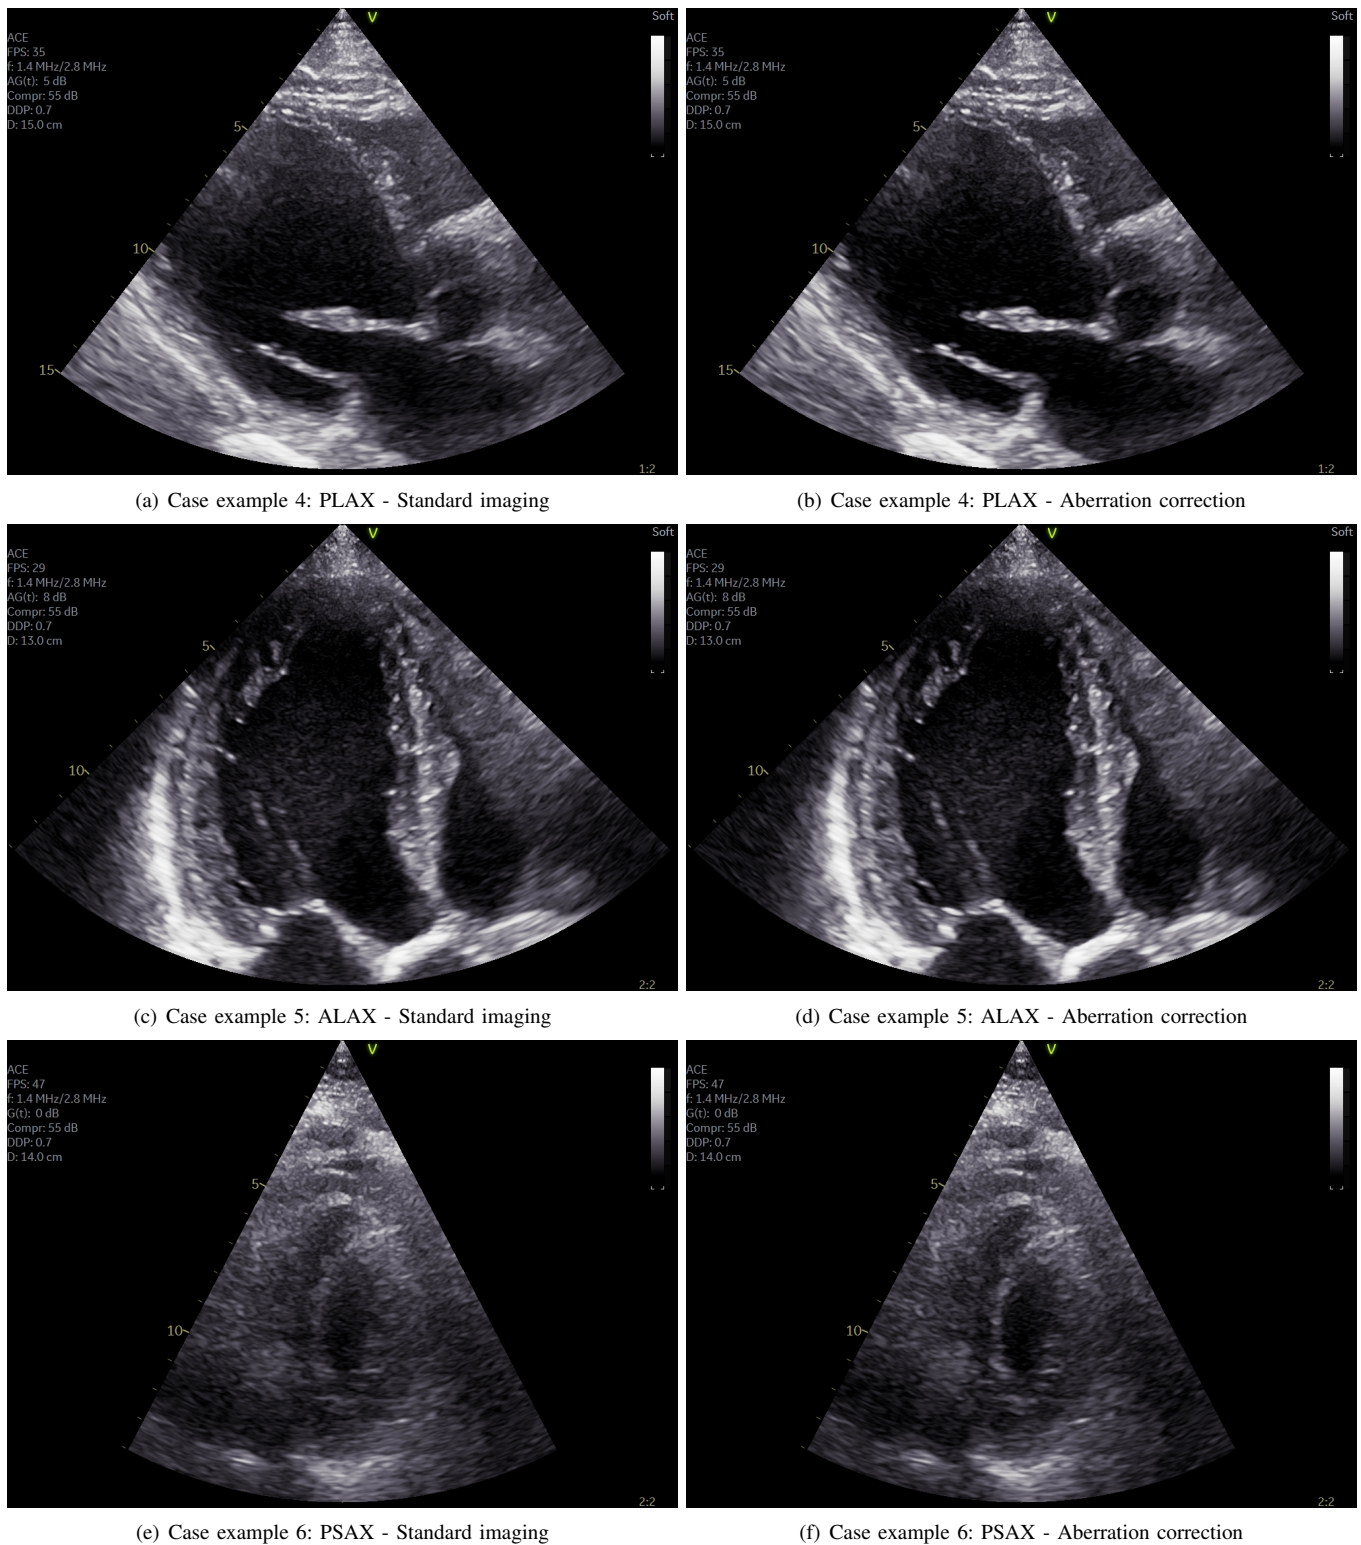 V
Soft
ACE
FPS: 35
f: 1.4 MHz/2.8 MHz
AG(t): 5 dB
Compr: 55 dB
DDP: 0.7
D: 15.0 cm
5
10
15
1:2
V
Soft
ACE
FPS: 35
f: 1.4 MHz/2.8 MHz
AG(t): 5 dB
Compr: 55 dB
DDP: 0.7
D: 15.0 cm
5
10
15
1:2
(a) Case example 4: PLAX - Standard imaging
(b) Case example 4: PLAX - Aberration correction
V
Soft
ACE
FPS: 29
f: 1.4 MHz/2.8 MHz
AG(t): 8 dB
Compr: 55 dB
DDP: 0.7
D: 13.0 cm
5
10
2:2
V
Soft
ACE
FPS: 29
f: 1.4 MHz/2.8 MHz
AG(t): 8 dB
Compr: 55 dB
DDP: 0.7
D: 13.0 cm
5
10
2:2
(c) Case example 5: ALAX - Standard imaging
(d) Case example 5: ALAX - Aberration correction
V
Soft
ACE
FPS: 47
f: 1.4 MHz/2.8 MHz
G(t): 0 dB
Compr: 55 dB
DDP: 0.7
D: 14.0 cm
5
10
2:2
V
Soft
ACE
FPS: 47
f: 1.4 MHz/2.8 MHz
G(t): 0 dB
Compr: 55 dB
DDP: 0.7
D: 14.0 cm
5
10
2:2
(e) Case example 6: PSAX - Standard imaging
(f) Case example 6: PSAX - Aberration correction